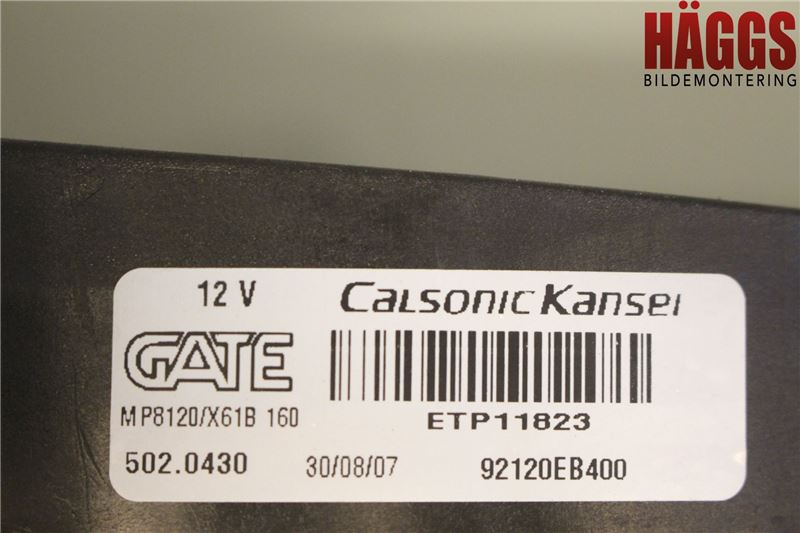 HÄGGS
BILDEMONTERING
12 V
CALSONIC KANSEI
GATE
MP8120/X61B 160
ETP11823
502.0430
30/08/07
92120EB400